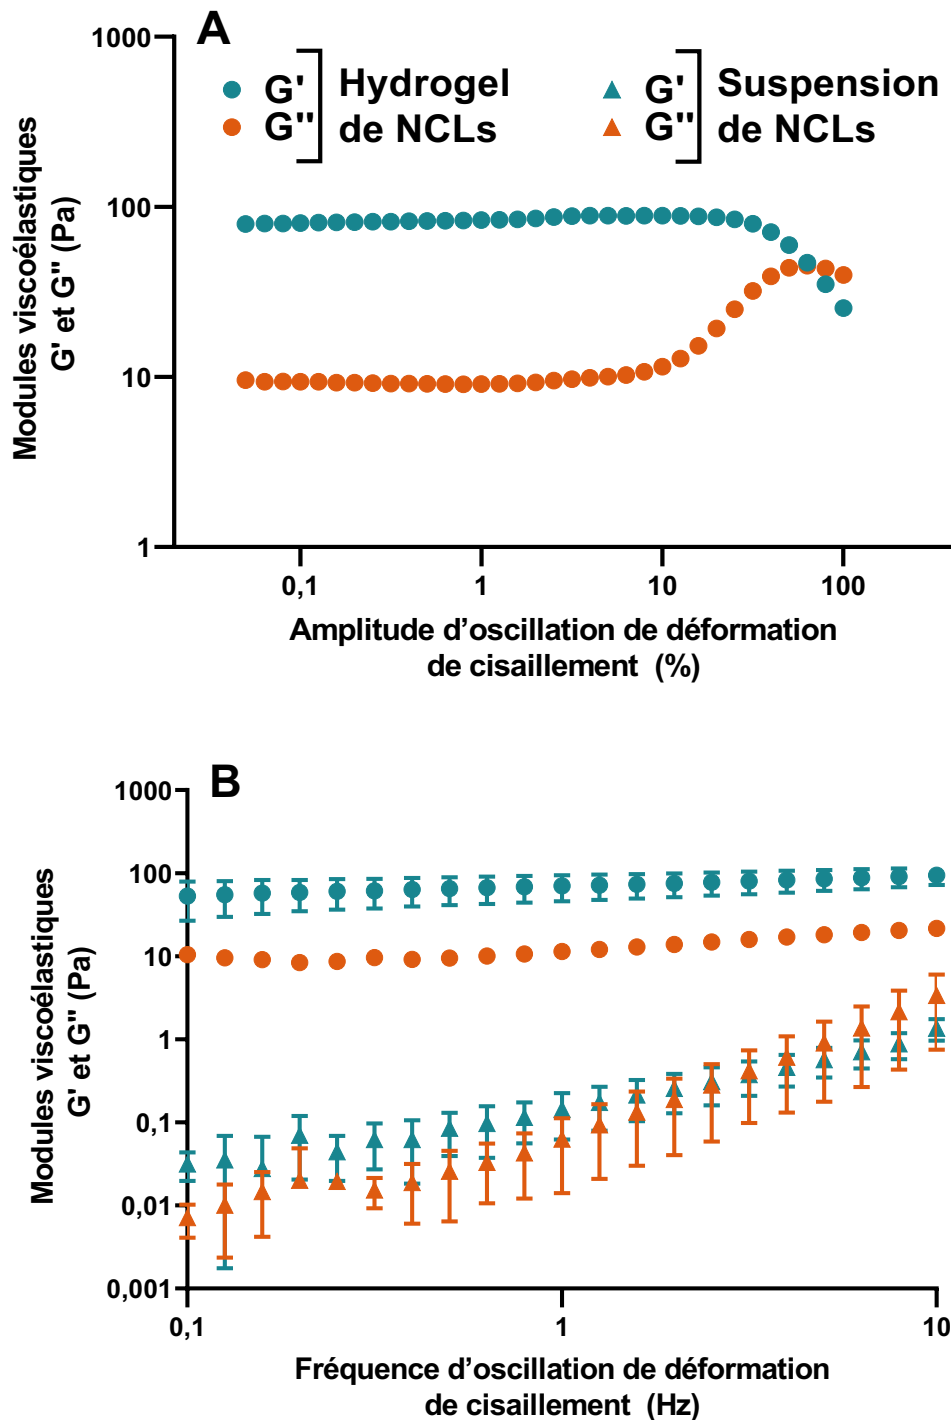 A
1000
100
10
1
G' Hydrogel
G'' de NCLs
G' Suspension
G'' de NCLs
Modules viscoélastiques
G' et G'' (Pa)
0,1 1 10 100
Amplitude d’oscillation de déformation
de cisaillement (%)
B
1000
100
10
1
0,1
0,01
0,001
Modules viscoélastiques
G' et G'' (Pa)
0,1 1 10
Fréquence d’oscillation de déformation
de cisaillement (Hz)